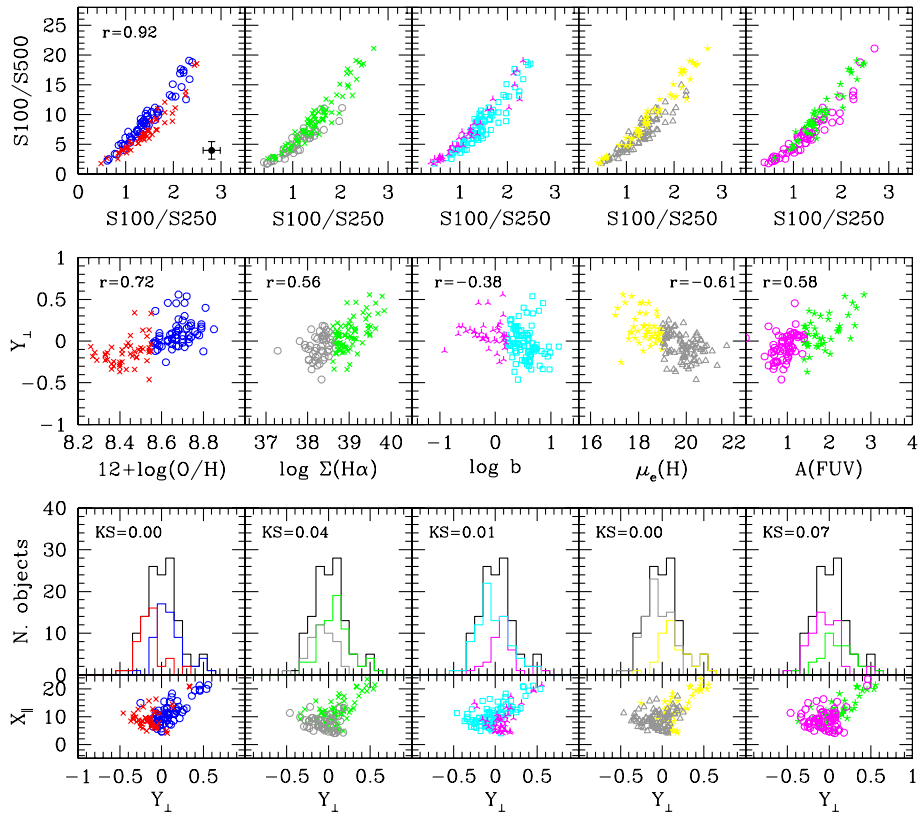 25
20
15
10
5
0
S100/S500
r=0.92
0 1 2 3
1 2 3
1 2 3
1 2 3
0 1 2 3
S100/S250
S100/S250
S100/S250
S100/S250
S100/S250
1
0.5
0
−0.5
−1
Y⊥
r=0.72
r=0.56
r=−0.38
r=−0.61
r=0.58
8.2 8.4 8.6 8.8
37 38 39 40
−1 0 1
16 18 20 22
0 1 2 3 4
12+log(O/H)
log Σ(Hα)
log b
μe(H)
A(FUV)
40
30
20
10
0
N. objects
KS=0.00
KS=0.04
KS=0.01
KS=0.00
KS=0.07
20
10
0
X∥
−1 −0.5 0 0.5
−0.5 0 0.5
−0.5 0 0.5
−0.5 0 0.5
−0.5 0 0.5 1
Y⊥
Y⊥
Y⊥
Y⊥
Y⊥